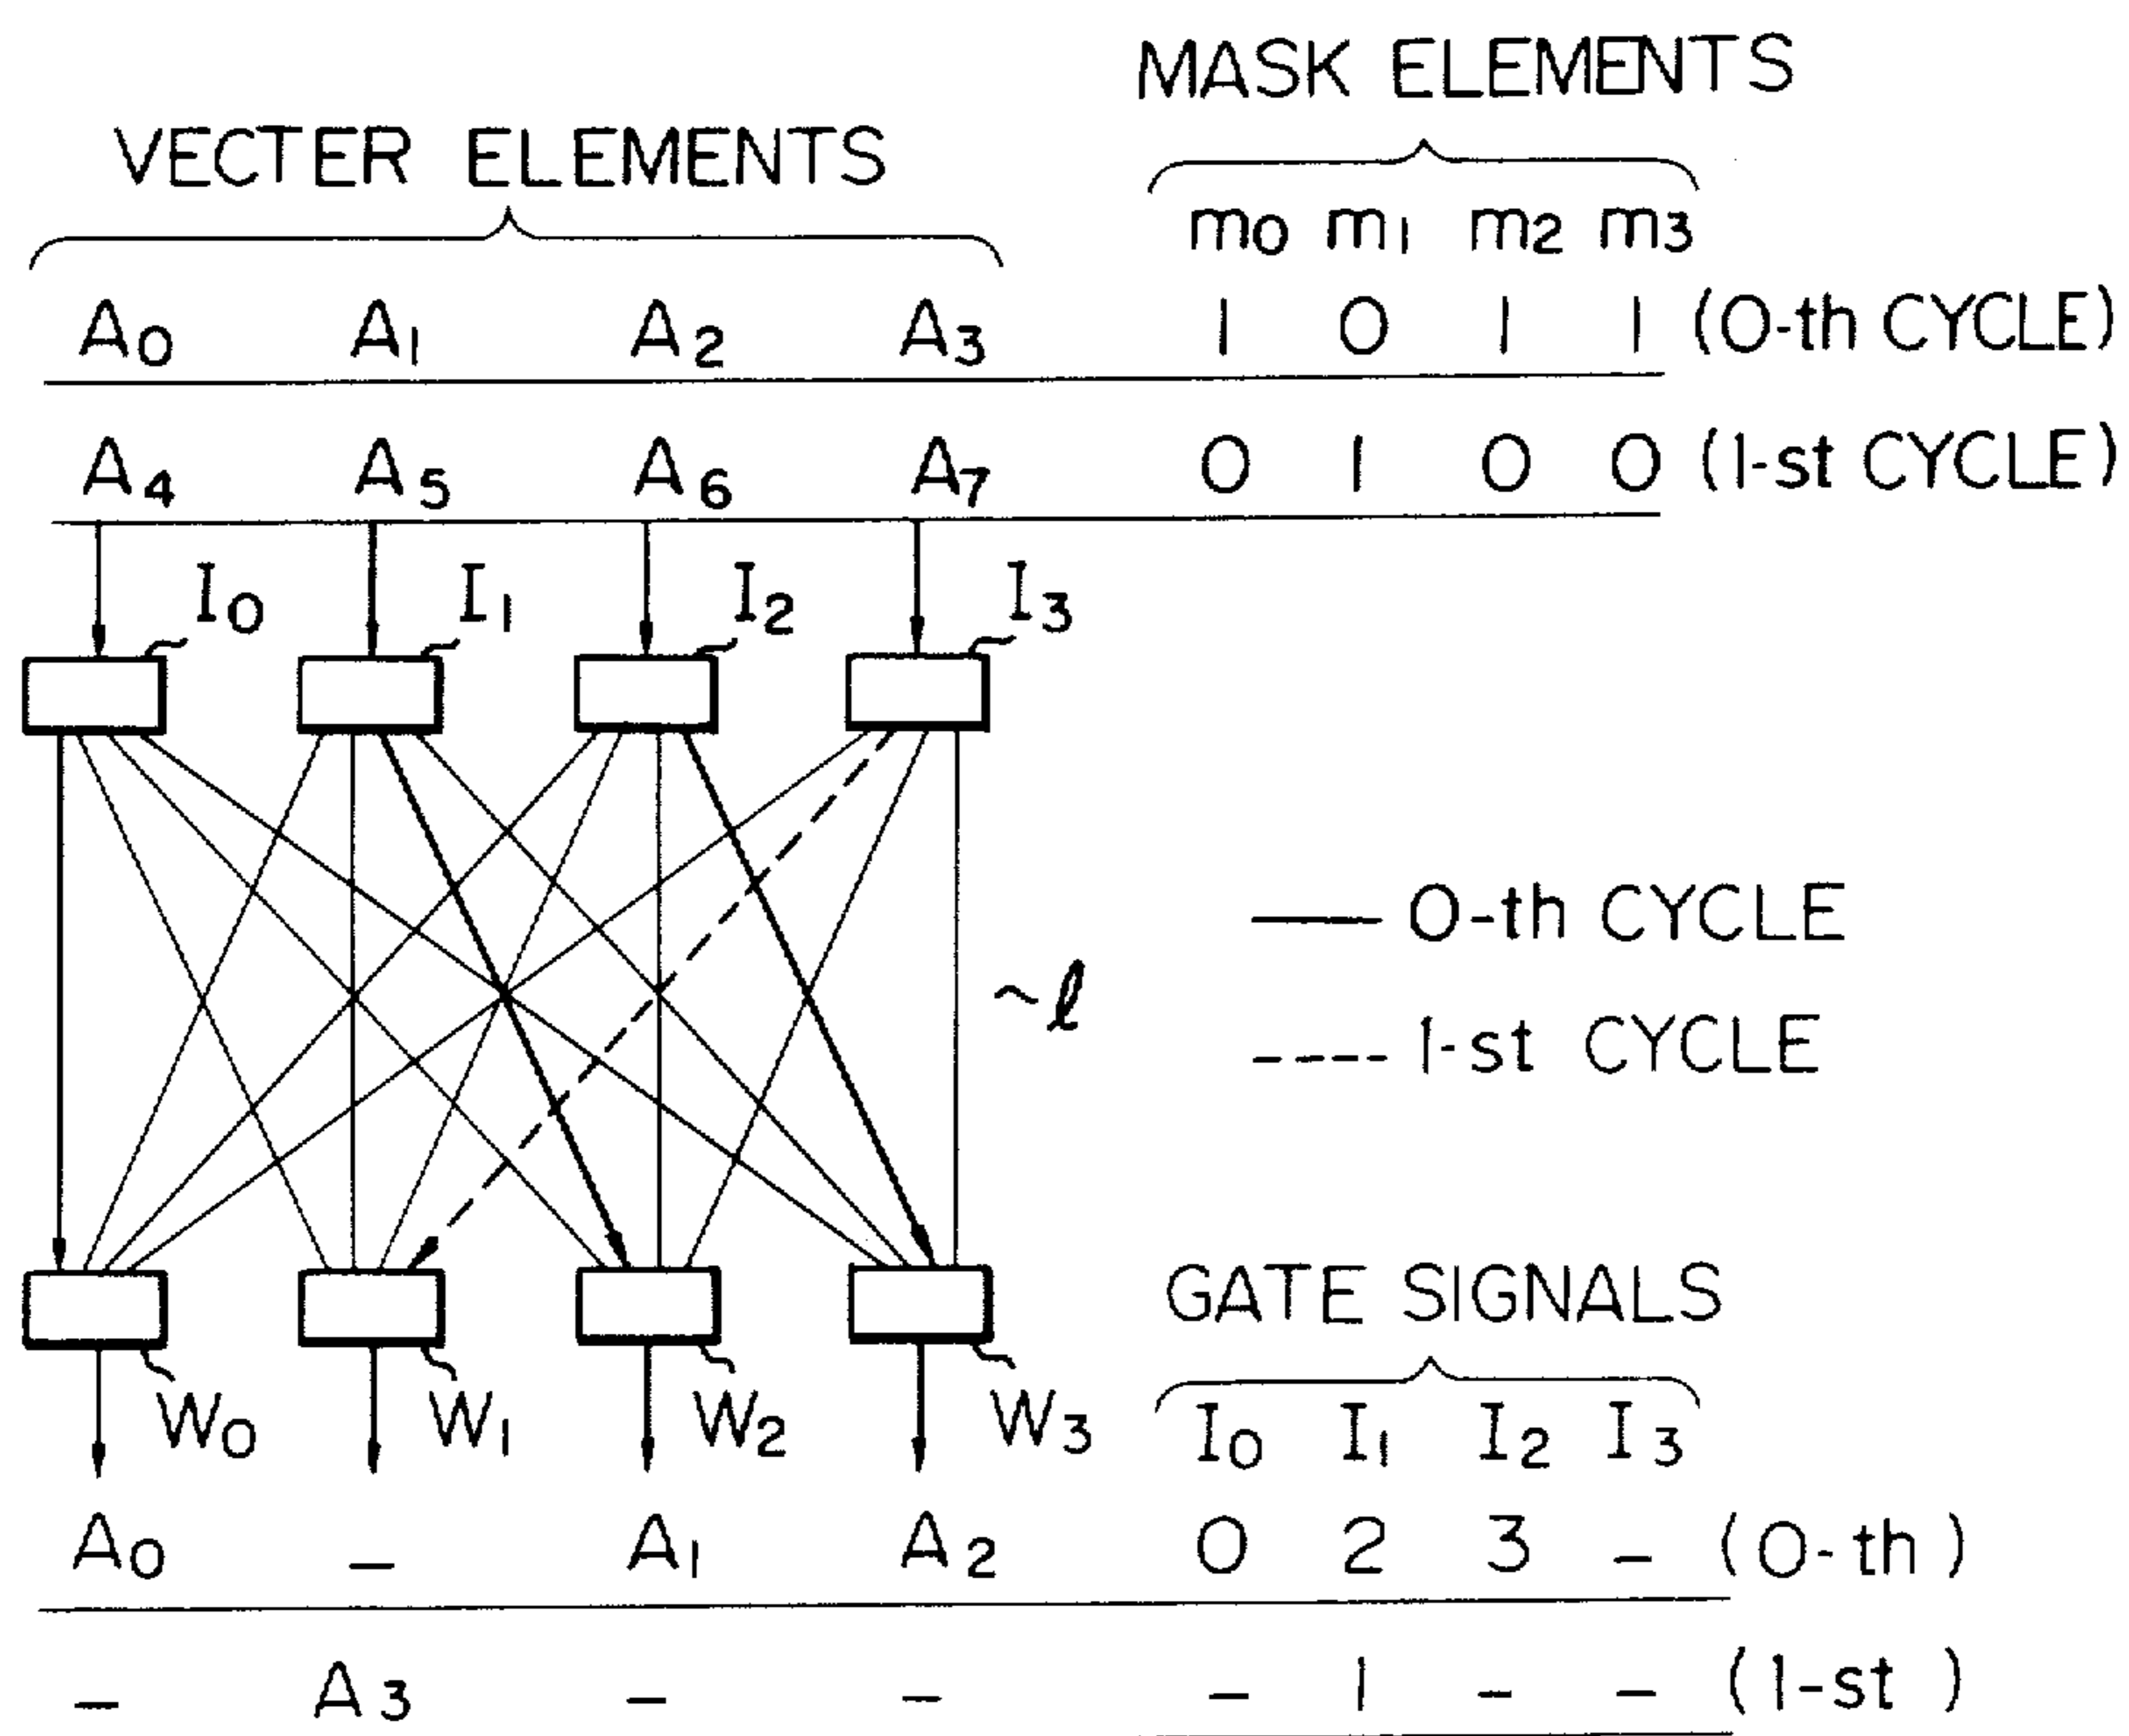 MASK ELEMENTS
VECTER ELEMENTS
m0 m1 m2 m3
A0 A1 A2 A3 1 0 1 1 (0-th CYCLE)
A4 A5 A6 A7 0 1 0 0 (1-st CYCLE)
I0 I1 I2 I3
0-th CYCLE
~ℓ
1-st CYCLE
GATE SIGNALS
W0 W1 W2 W3
I0 I1 I2 I3
A0 – A1 A2 0 2 3 – (0-th)
– A3 – – – 1 – – (1-st )